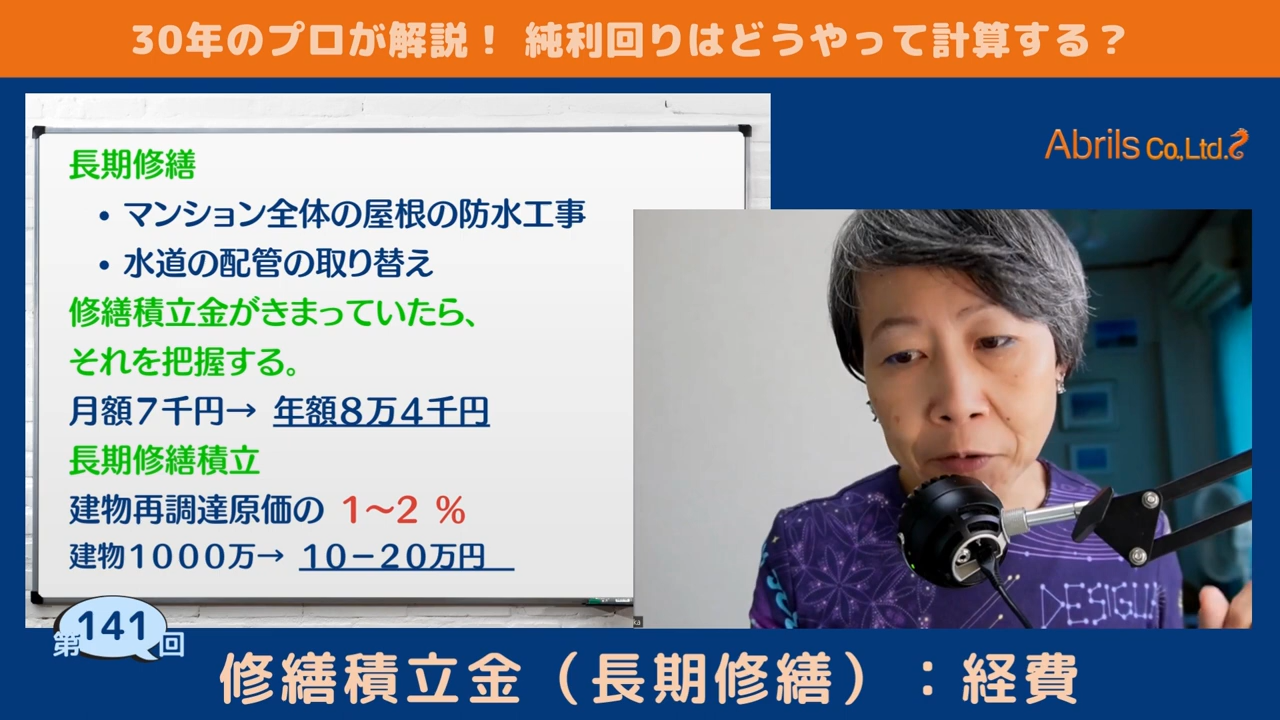 30年のプロが解説！ 純利回りはどうやって計算する？
Abrils Co.,Ltd.
長期修繕
• マンション全体の屋根の防水工事
• 水道の配管の取り替え
修繕積立金がきまっていたら、
それを把握する。
月額７千円→ 年額８万４千円
長期修繕積立
建物再調達原価の 1～2 %
建物１０００万→ １０－２０万円
DESIGUAL
ka
第141回
修繕積立金（長期修繕）：経費